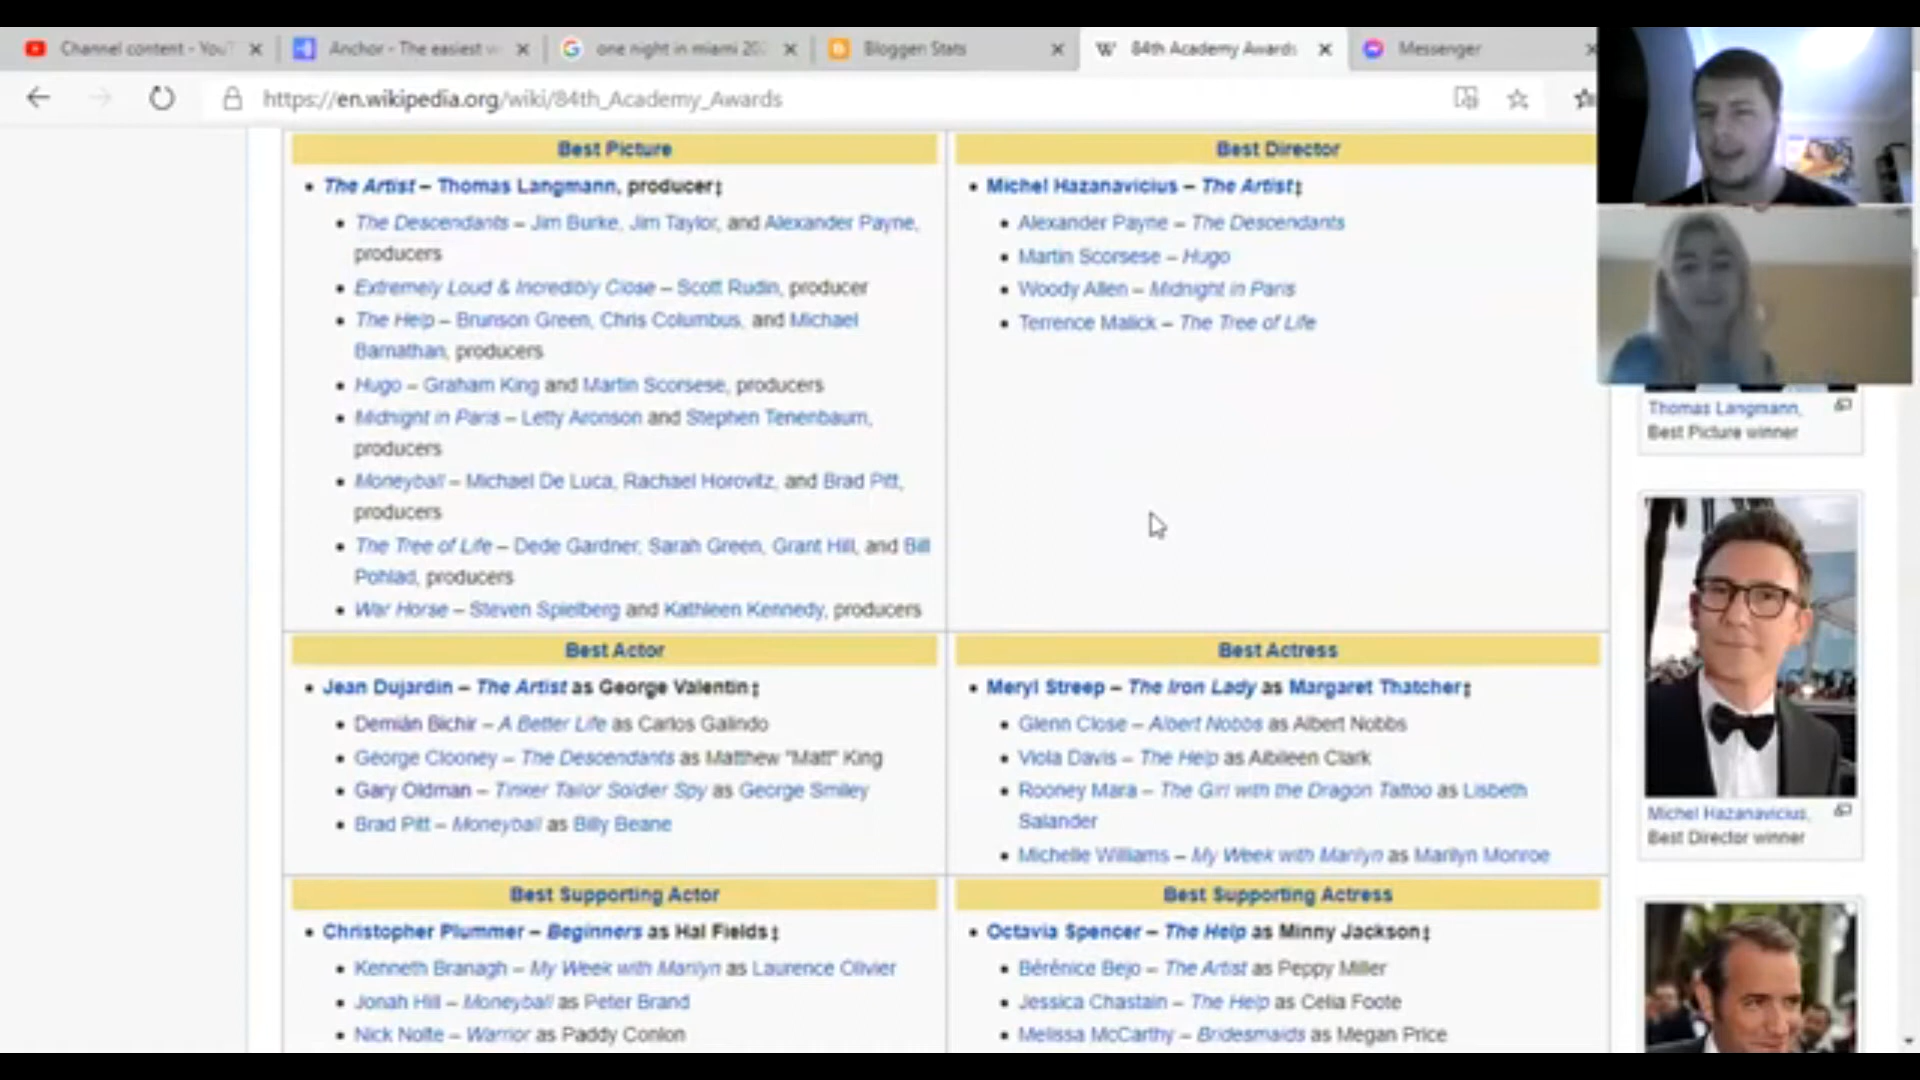 Channel content - YouT
Anchor - The easiest w
one night in miami 202
Bloggen Stats
84th Academy Awards
Messenger
https://en.wikipedia.org/wiki/84th_Academy_Awards
Best Picture
The Artist – Thomas Langmann, producer‡
The Descendants – Jim Burke, Jim Taylor, and Alexander Payne,
producers
Extremely Loud & Incredibly Close – Scott Rudin, producer
The Help – Brunson Green, Chris Columbus, and Michael
Barnathan, producers
Hugo – Graham King and Martin Scorsese, producers
Midnight in Paris – Letty Aronson and Stephen Tenenbaum,
producers
Moneyball – Michael De Luca, Rachael Horovitz, and Brad Pitt,
producers
The Tree of Life – Dede Gardner, Sarah Green, Grant Hill, and Bill
Pohlad, producers
War Horse – Steven Spielberg and Kathleen Kennedy, producers
Best Director
Michel Hazanavicius – The Artist‡
Alexander Payne – The Descendants
Martin Scorsese – Hugo
Woody Allen – Midnight in Paris
Terrence Malick – The Tree of Life
Best Actor
Jean Dujardin – The Artist as George Valentin‡
Demián Bichir – A Better Life as Carlos Galindo
George Clooney – The Descendants as Matthew "Matt" King
Gary Oldman – Tinker Tailor Soldier Spy as George Smiley
Brad Pitt – Moneyball as Billy Beane
Best Actress
Meryl Streep – The Iron Lady as Margaret Thatcher‡
Glenn Close – Albert Nobbs as Albert Nobbs
Viola Davis – The Help as Aibileen Clark
Rooney Mara – The Girl with the Dragon Tattoo as Lisbeth
Salander
Michelle Williams – My Week with Marilyn as Marilyn Monroe
Best Supporting Actor
Christopher Plummer – Beginners as Hal Fields‡
Kenneth Branagh – My Week with Marilyn as Laurence Olivier
Jonah Hill – Moneyball as Peter Brand
Nick Nolte – Warrior as Paddy Conlon
Best Supporting Actress
Octavia Spencer – The Help as Minny Jackson‡
Bérénice Bejo – The Artist as Peppy Miller
Jessica Chastain – The Help as Celia Foote
Melissa McCarthy – Bridesmaids as Megan Price
Thomas Langmann,
Best Picture winner
Michel Hazanavicius,
Best Director winner